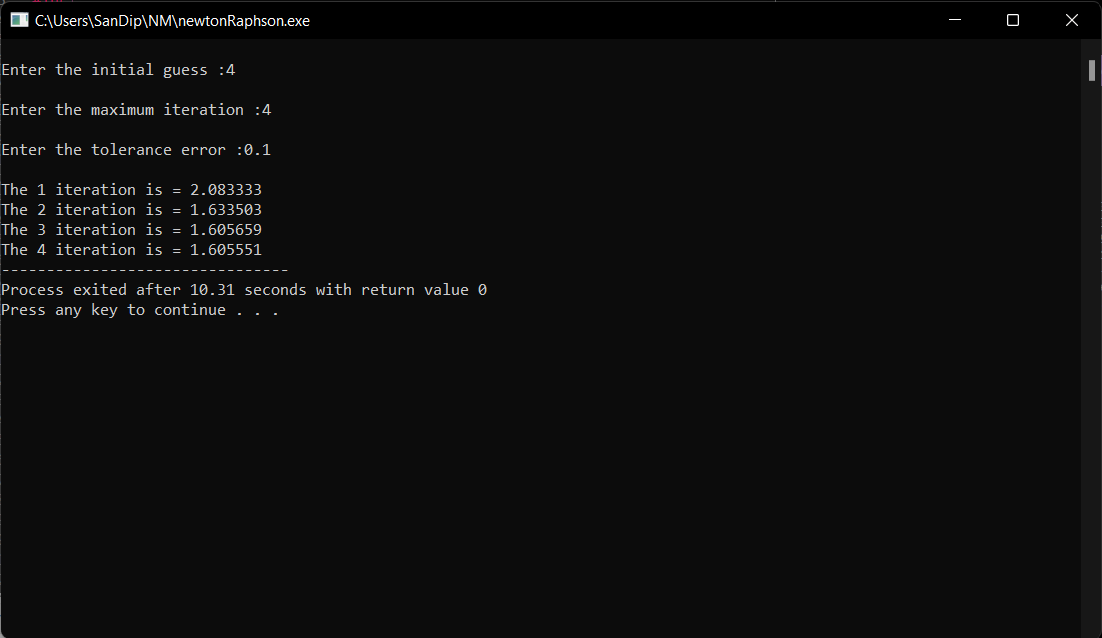 C:\Users\SanDip\NM\newtonRaphson.exe
Enter the initial guess :4
Enter the maximum iteration :4
Enter the tolerance error :0.1
The 1 iteration is = 2.083333
The 2 iteration is = 1.633503
The 3 iteration is = 1.605659
The 4 iteration is = 1.605551
--------------------------------
Process exited after 10.31 seconds with return value 0
Press any key to continue . . .